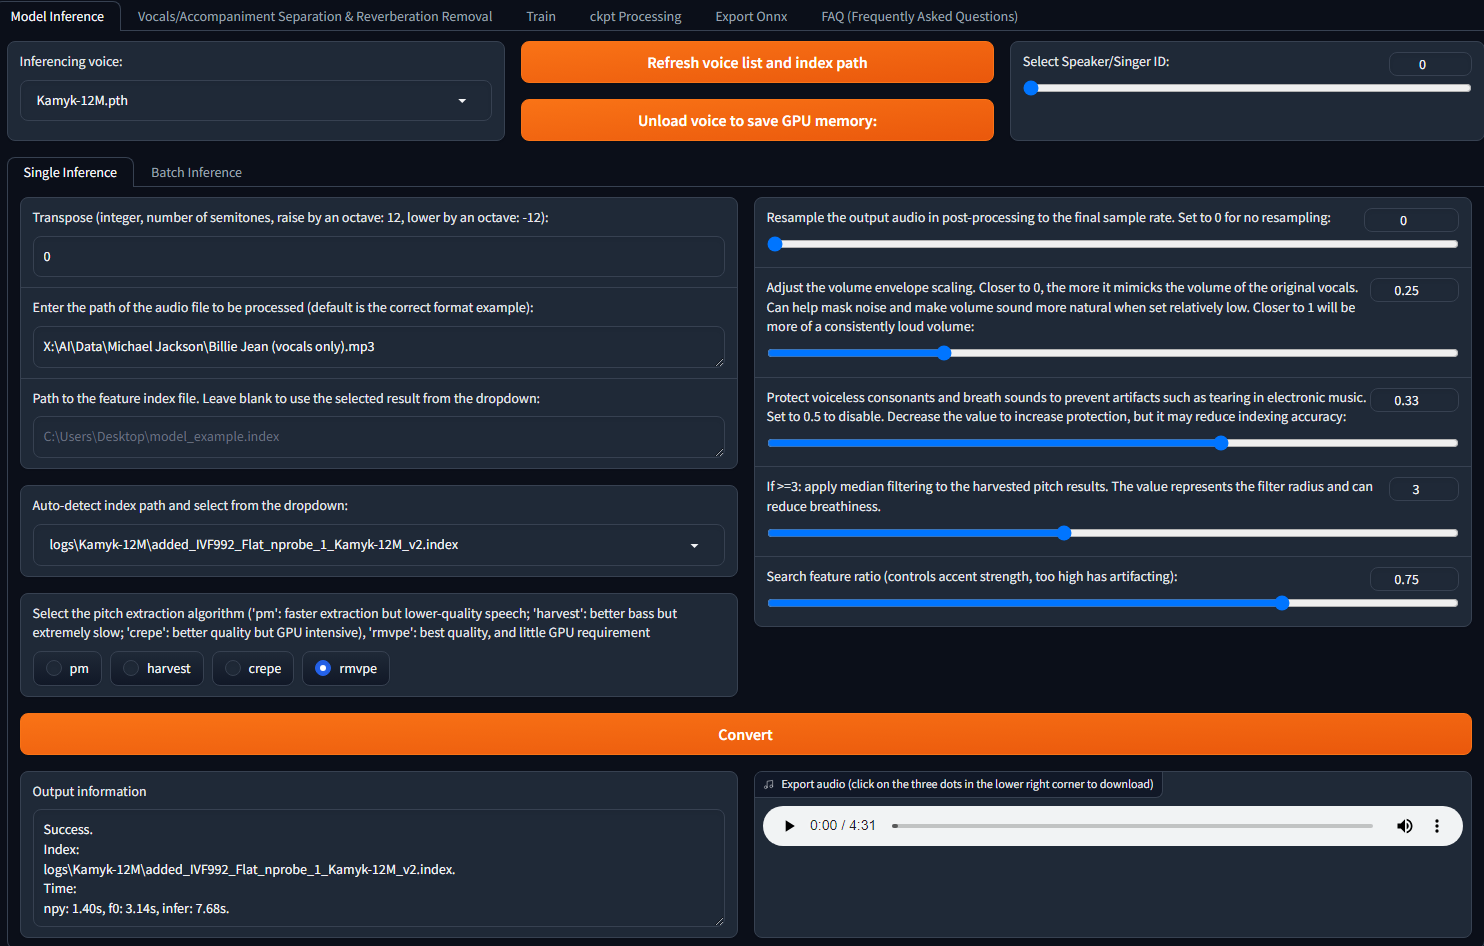 Model Inference
Vocals/Accompaniment Separation & Reverberation Removal
Train
ckpt Processing
Export Onnx
FAQ (Frequently Asked Questions)
Inferencing voice:
Kamyk-12M.pth
Refresh voice list and index path
Unload voice to save GPU memory:
Select Speaker/Singer ID:
0
Single Inference
Batch Inference
Transpose (integer, number of semitones, raise by an octave: 12, lower by an octave: -12):
0
Enter the path of the audio file to be processed (default is the correct format example):
X:\AI\Data\Michael Jackson\Billie Jean (vocals only).mp3
Path to the feature index file. Leave blank to use the selected result from the dropdown:
C:\Users\Desktop\model_example.index
Auto-detect index path and select from the dropdown:
logs\Kamyk-12M\added_IVF992_Flat_nprobe_1_Kamyk-12M_v2.index
Select the pitch extraction algorithm ('pm': faster extraction but lower-quality speech; 'harvest': better bass but
extremely slow; 'crepe': better quality but GPU intensive), 'rmvpe': best quality, and little GPU requirement
pm
harvest
crepe
rmvpe
Resample the output audio in post-processing to the final sample rate. Set to 0 for no resampling:
0
Adjust the volume envelope scaling. Closer to 0, the more it mimicks the volume of the original vocals.
Can help mask noise and make volume sound more natural when set relatively low. Closer to 1 will be
more of a consistently loud volume:
0.25
Protect voiceless consonants and breath sounds to prevent artifacts such as tearing in electronic music.
Set to 0.5 to disable. Decrease the value to increase protection, but it may reduce indexing accuracy:
0.33
If >=3: apply median filtering to the harvested pitch results. The value represents the filter radius and can
reduce breathiness.
3
Search feature ratio (controls accent strength, too high has artifacting):
0.75
Convert
Output information
Success.
Index:
logs\Kamyk-12M\added_IVF992_Flat_nprobe_1_Kamyk-12M_v2.index.
Time:
npy: 1.40s, f0: 3.14s, infer: 7.68s.
Export audio (click on the three dots in the lower right corner to download)
0:00 / 4:31